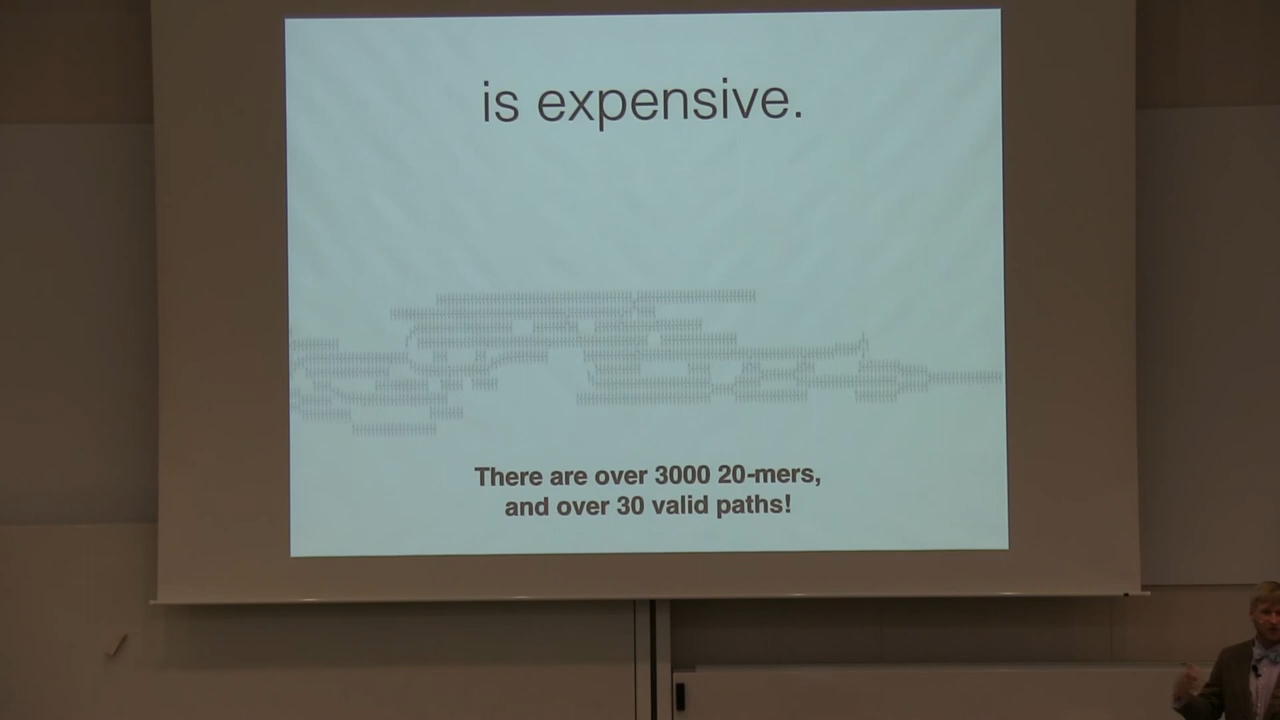 is expensive.
There are over 3000 20-mers,
and over 30 valid paths!